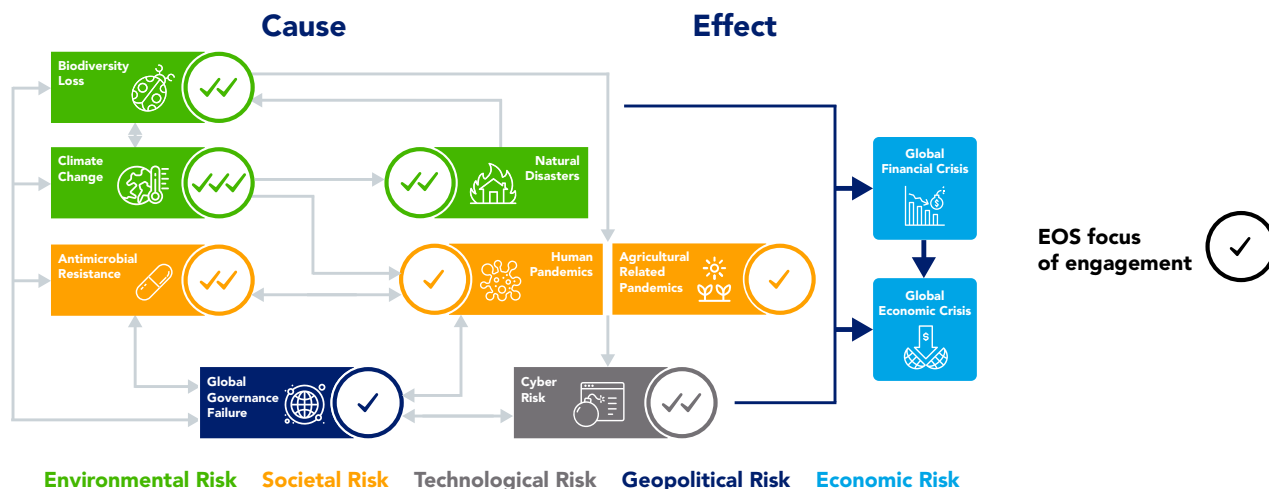 Cause
Effect
Biodiversity
Loss
Climate
Change
Natural
Disasters
Global
Financial Crisis
$
EOS focus
of engagement
Antimicrobial
Resistance
Human
Pandemics
Agricultural
Related
Pandemics
Global
Economic Crisis
$
Global
Governance
Failure
Cyber
Risk
Environmental Risk Societal Risk Technological Risk Geopolitical Risk Economic Risk